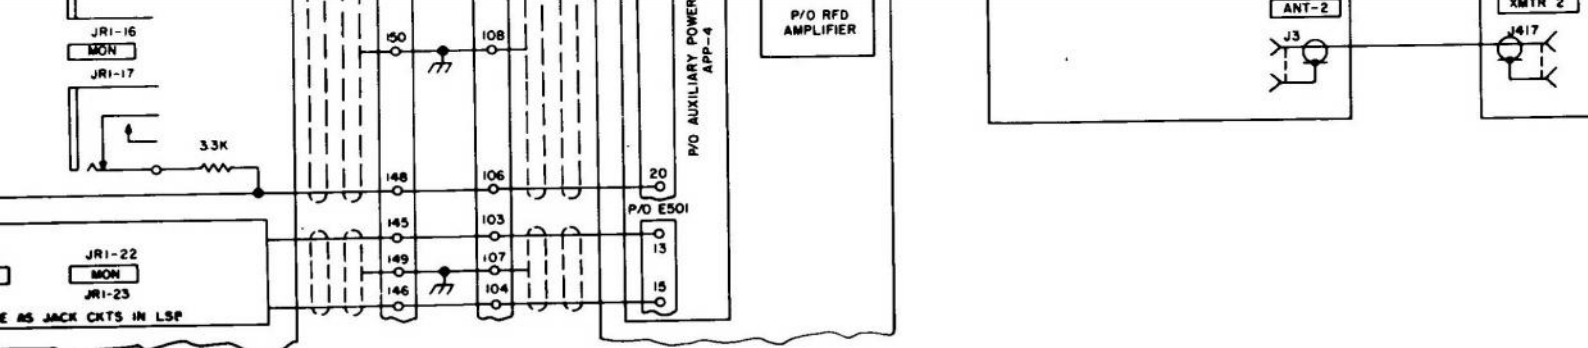 JR1-16
MON
JR1-17
3.3K
150
108
148
106
145
103
149
107
146
104
JR1-22
MON
JR1-23
E AS JACK CKTS IN LSP
20
P/O E501
13
15
P/O AUXILIARY POWER
APP-4
P/O RFD
AMPLIFIER
ANT-2
J3
XMTR 2
J417